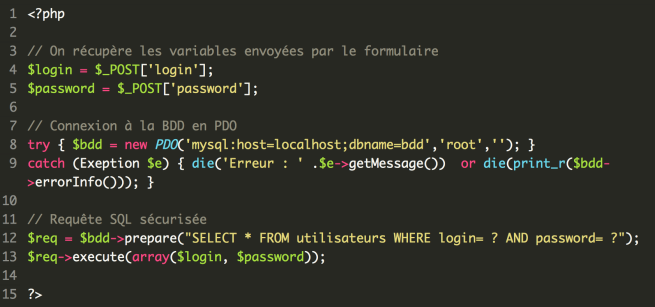 1 <?php
2
3 // On récupère les variables envoyées par le formulaire
4 $login = $_POST['login'];
5 $password = $_POST['password'];
6
7 // Connexion à la BDD en PDO
8 try { $bdd = new PDO('mysql:host=localhost;dbname=bdd','root',''); }
9 catch (Exeption $e) { die('Erreur : ' .$e->getMessage())  or die(print_r($bdd-
>errorInfo())); }
10
11 // Requête SQL sécurisée
12 $req = $bdd->prepare("SELECT * FROM utilisateurs WHERE login= ? AND password= ?");
13 $req->execute(array($login, $password));
14
15 ?>